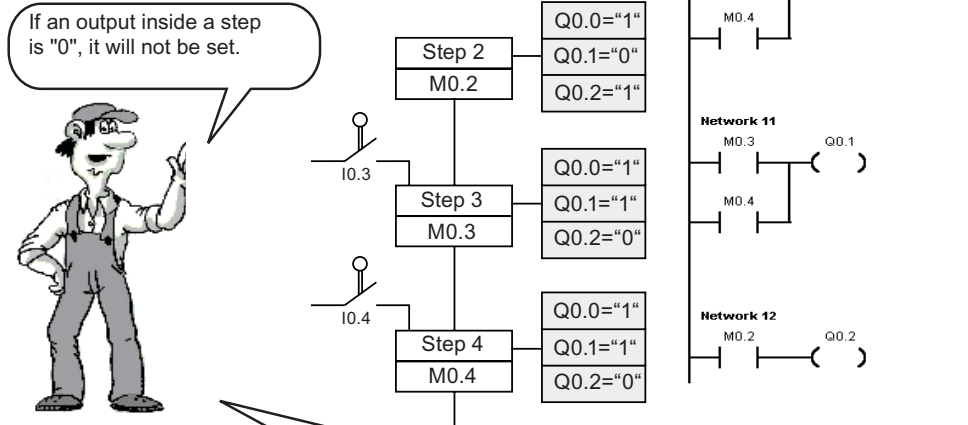 If an output inside a step
is "0", it will not be set.
Step 2
M0.2
Q0.0=“1“
Q0.1=“0“
Q0.2=“1“
I0.3
Step 3
M0.3
Q0.0=“1“
Q0.1=“1“
Q0.2=“0“
I0.4
Step 4
M0.4
Q0.0=“1“
Q0.1=“1“
Q0.2=“0“
M0.4
Network 11
M0.3
Q0.1
M0.4
Network 12
M0.2
Q0.2